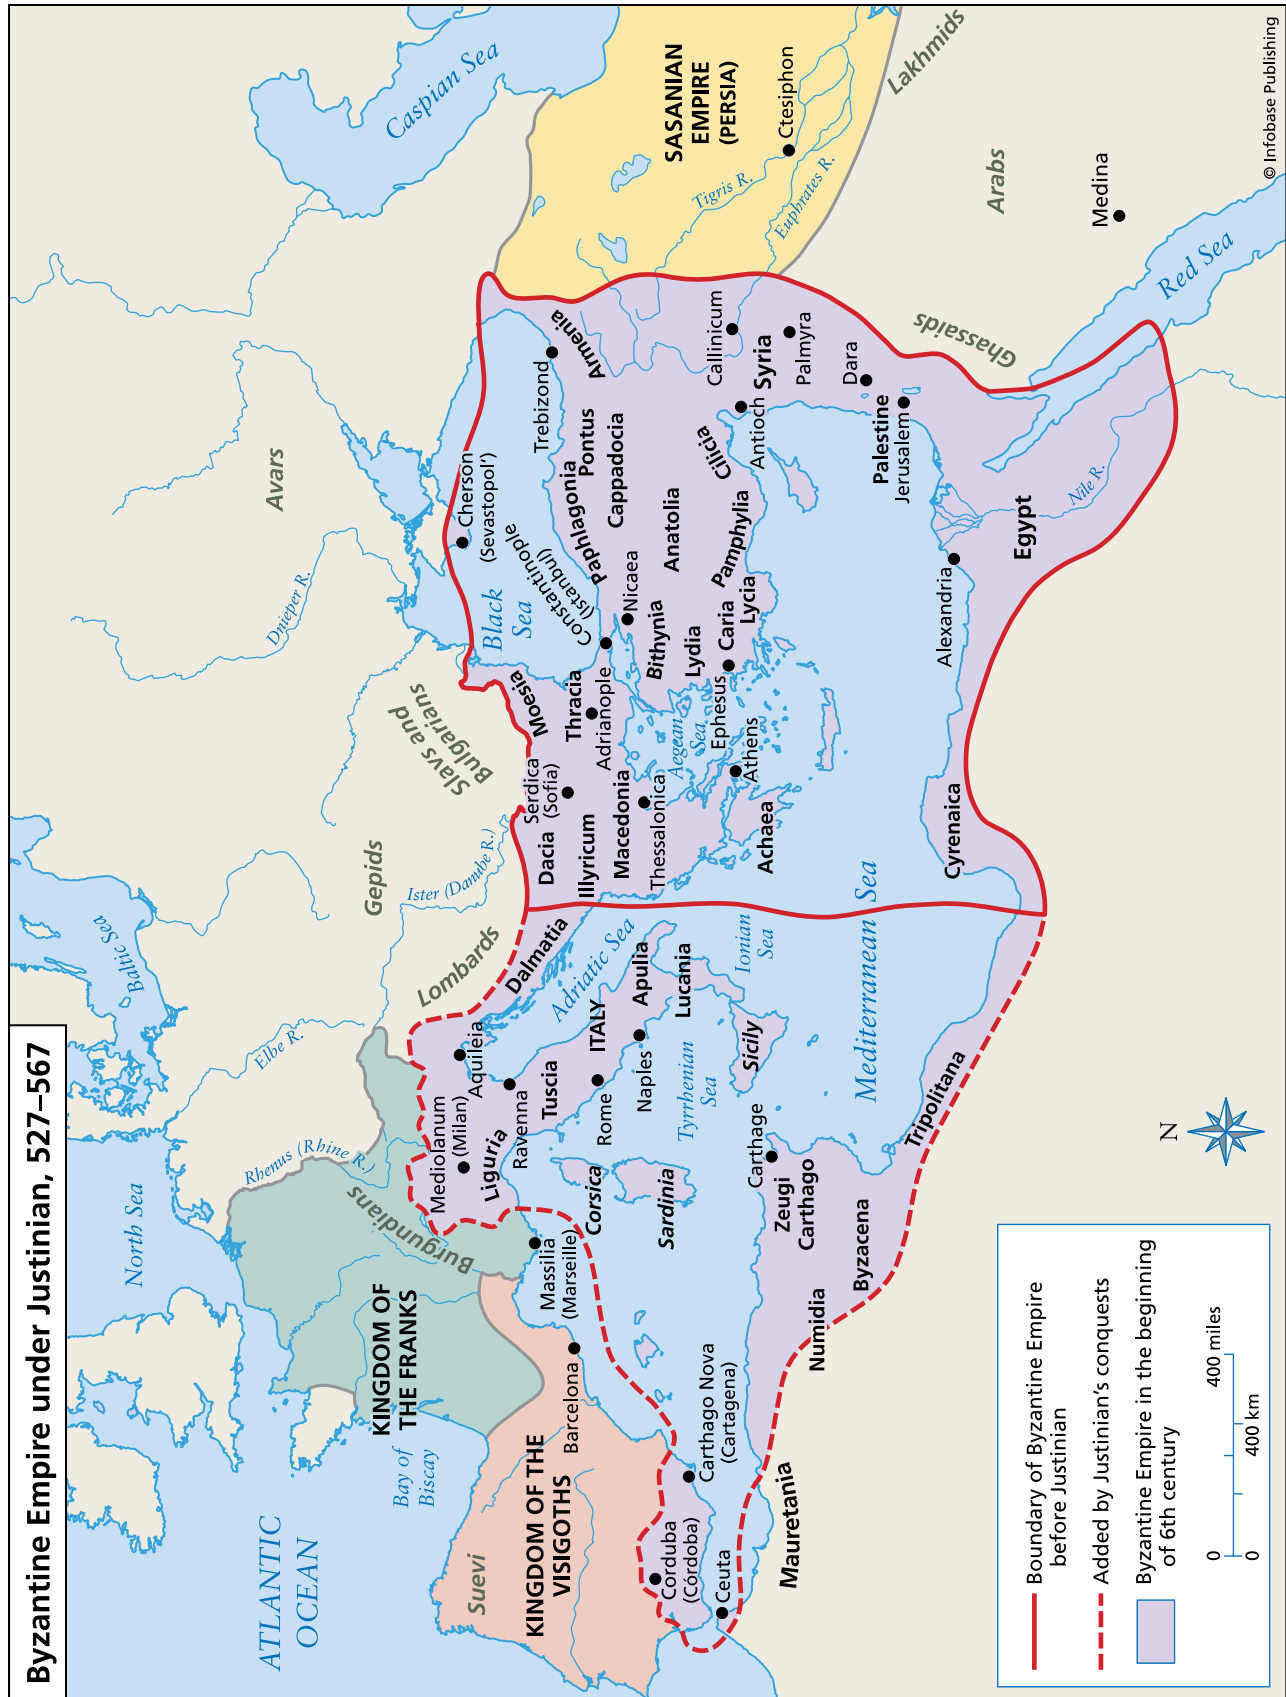 Byzantine Empire under Justinian, 527–567
ATLANTIC
OCEAN
North Sea
Baltic Sea
Bay of
Biscay
Elbe R.
Rhenus (Rhine R.)
Ister (Danube R.)
Dnieper R.
Caspian Sea
Black
Sea
Suevi
KINGDOM OF THE
VISIGOTHS
KINGDOM OF
THE FRANKS
Burgundians
Lombards
Gepids
Slavs and
Bulgarians
Avars
SASANIAN
EMPIRE
(PERSIA)
Ctesiphon
Tigris R.
Euphrates R.
Lakhmids
Arabs
Medina
Red Sea
Ghassaids
Corduba
(Córdoba)
Ceuta
Carthago Nova
(Cartagena)
Barcelona
Massilia
(Marseille)
Mauretania
Numidia
Byzacena
Zeugi
Carthago
Carthage
Tripolitana
Corsica
Sardinia
Sicily
Mediolanum
(Milan)
Liguria
Aquileia
Ravenna
Tuscia
ITALY
Rome
Naples
Apulia
Lucania
Dalmatia
Adriatic Sea
Tyrrhenian
Sea
Ionian
Sea
Mediterranean Sea
Dacia
Serdica
(Sofia)
Illyricum
Macedonia
Thessalonica
Achaea
Athens
Aegean
Sea
Moesia
Thracia
Adrianople
Constantinople
(Istanbul)
Nicaea
Bithynia
Lydia
Ephesus
Caria
Lycia
Pamphylia
Anatolia
Paphlagonia
Pontus
Cappadocia
Cilicia
Cherson
(Sevastopol’)
Trebizond
Armenia
Callinicum
Syria
Antioch
Palmyra
Dara
Palestine
Jerusalem
Alexandria
Egypt
Nile R.
Cyrenaica
N
Boundary of Byzantine Empire
before Justinian
Added by Justinian’s conquests
Byzantine Empire in the beginning
of 6th century
0 400 miles
0 400 km
© Infobase Publishing